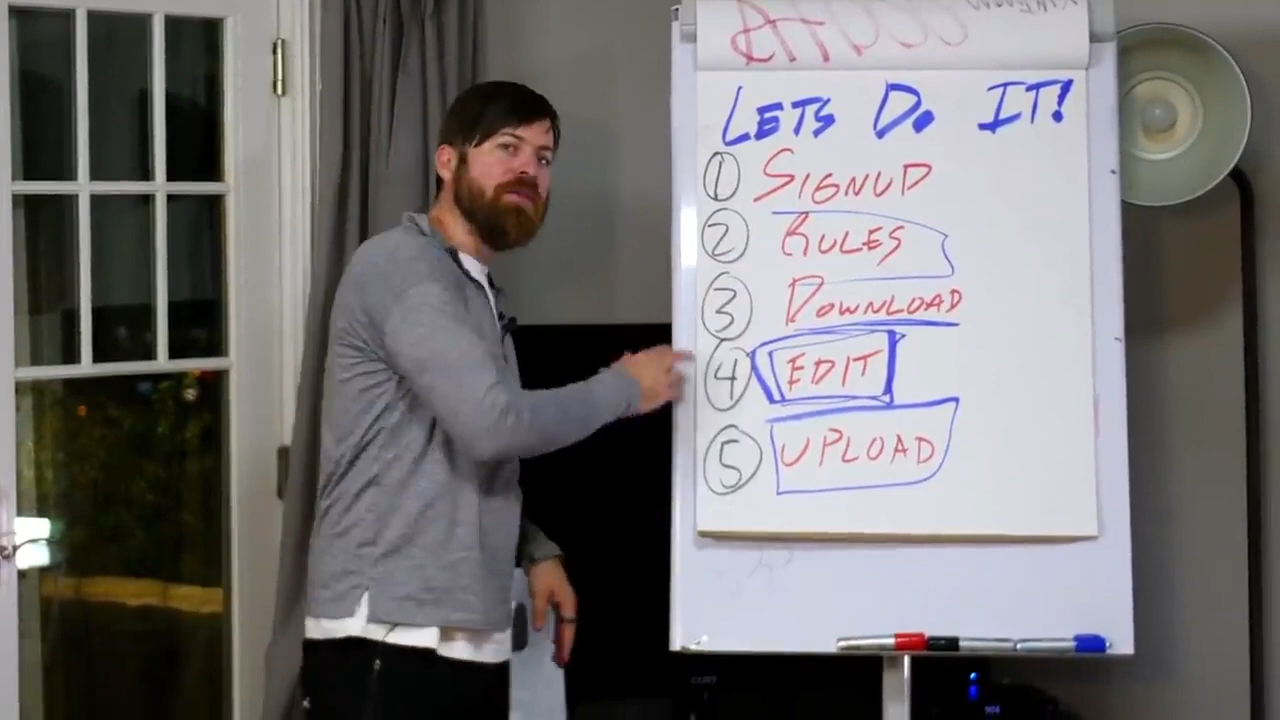 LETS DO IT!
1 SIGNUP
2 RULES
3 DOWNLOAD
4 EDIT
5 UPLOAD